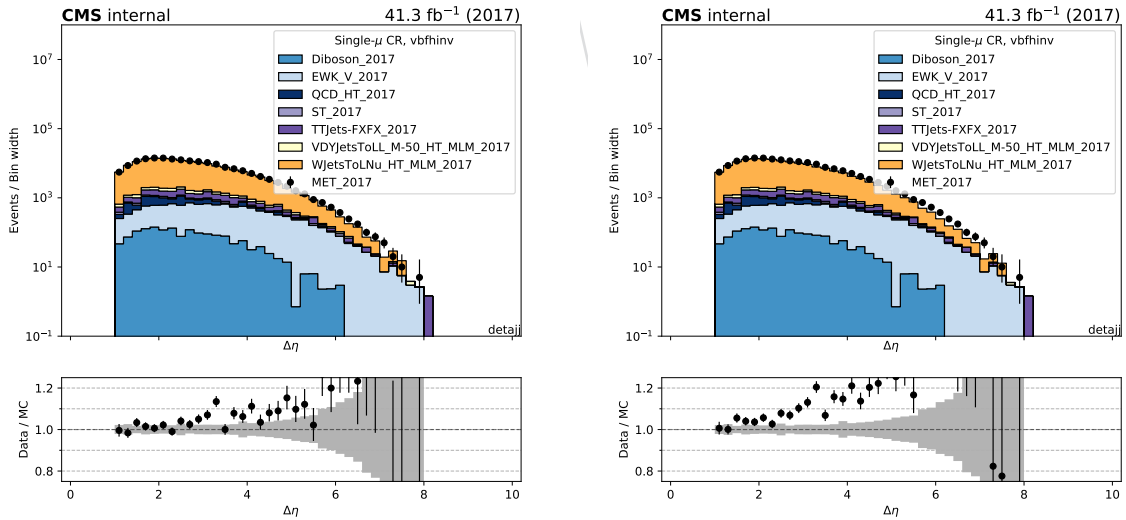 CMS internal 41.3 fb⁻¹ (2017)
Events / Bin width
10⁷
10⁵
10³
10¹
10⁻¹
Single-μ CR, vbfhinv
Diboson_2017
EWK_V_2017
QCD_HT_2017
ST_2017
TTJets-FXFX_2017
VDYJetsToLL_M-50_HT_MLM_2017
WJetsToLNu_HT_MLM_2017
MET_2017
detajj
Δη
Data / MC
1.2
1.0
0.8
0 2 4 6 8 10
Δη
CMS internal 41.3 fb⁻¹ (2017)
Events / Bin width
10⁷
10⁵
10³
10¹
10⁻¹
Single-μ CR, vbfhinv
Diboson_2017
EWK_V_2017
QCD_HT_2017
ST_2017
TTJets-FXFX_2017
VDYJetsToLL_M-50_HT_MLM_2017
WJetsToLNu_HT_MLM_2017
MET_2017
detajj
Δη
Data / MC
1.2
1.0
0.8
0 2 4 6 8 10
Δη